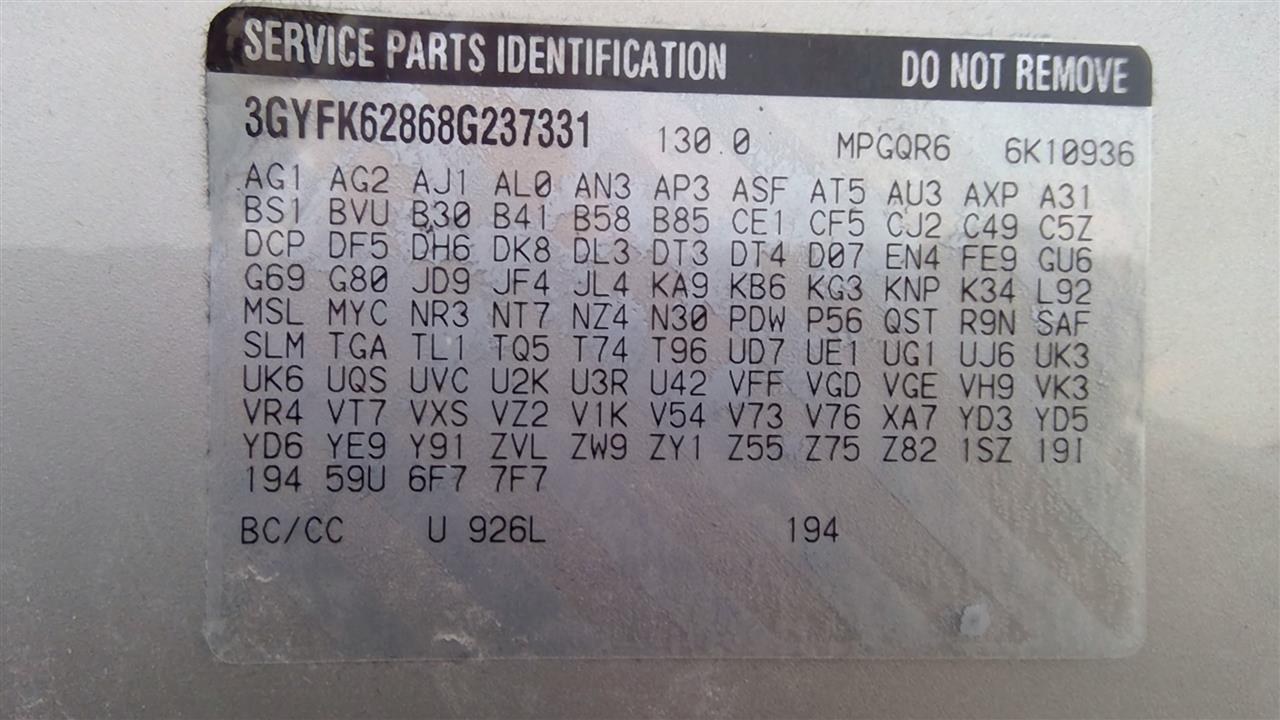 SERVICE PARTS IDENTIFICATION DO NOT REMOVE
3GYFK62868G237331 130.0 MPGQR6 6K10936
AG1 AG2 AJ1 AL0 AN3 AP3 ASF AT5 AU3 AXP A31
BS1 BVU B30 B41 B58 B85 CE1 CF5 CJ2 C49 C5Z
DCP DF5 DH6 DK8 DL3 DT3 DT4 D07 EN4 FE9 GU6
G69 G80 JD9 JF4 JL4 KA9 KB6 KG3 KNP K34 L92
MSL MYC NR3 NT7 NZ4 N30 PDW P56 QST R9N SAF
SLM TGA TL1 TQ5 T74 T96 UD7 UE1 UG1 UJ6 UK3
UK6 UQS UVC U2K U3R U42 VFF VGD VGE VH9 VK3
VR4 VT7 VXS VZ2 V1K V54 V73 V76 XA7 YD3 YD5
YD6 YE9 Y91 ZVL ZW9 ZY1 Z55 Z75 Z82 1SZ 19I
194 59U 6F7 7F7
BC/CC U 926L 194